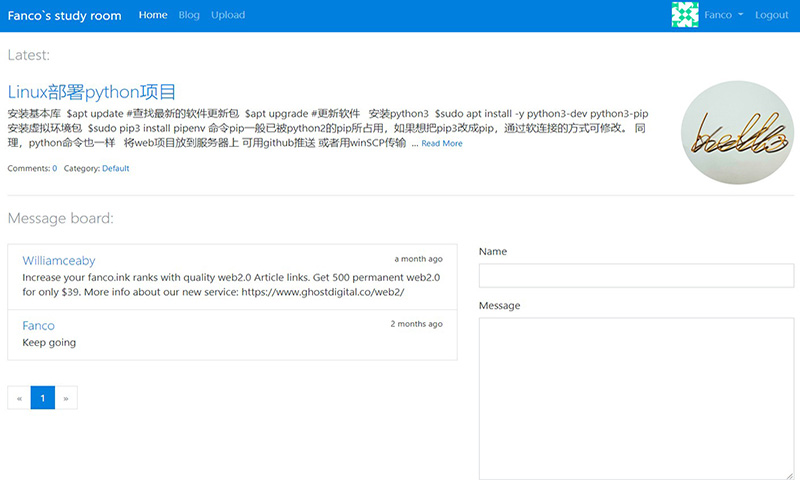 Fanco`s study room Home Blog Upload Fanco Logout
Latest:
Linux部署python项目
安装基本库 $apt update #查找最新的软件更新包 $apt upgrade #更新软件 安装python3 $sudo apt install -y python3-dev python3-pip
安装虚拟环境包 $sudo pip3 install pipenv 命令pip一般已被python2的pip所占用，如果想把pip3改成pip，通过软连接的方式可修改。 同
理，python命令也一样 将web项目放到服务器上 可用github推送 或者用winSCP传输 ... Read More
Comments: 0 Category: Default
Hello
Message board:
Williamceaby a month ago
Increase your fanco.ink ranks with quality web2.0 Article links. Get 500 permanent web2.0
for only $39. More info about our new service: https://www.ghostdigital.co/web2/
Fanco 2 months ago
Keep going
« 1 »
Name
Message